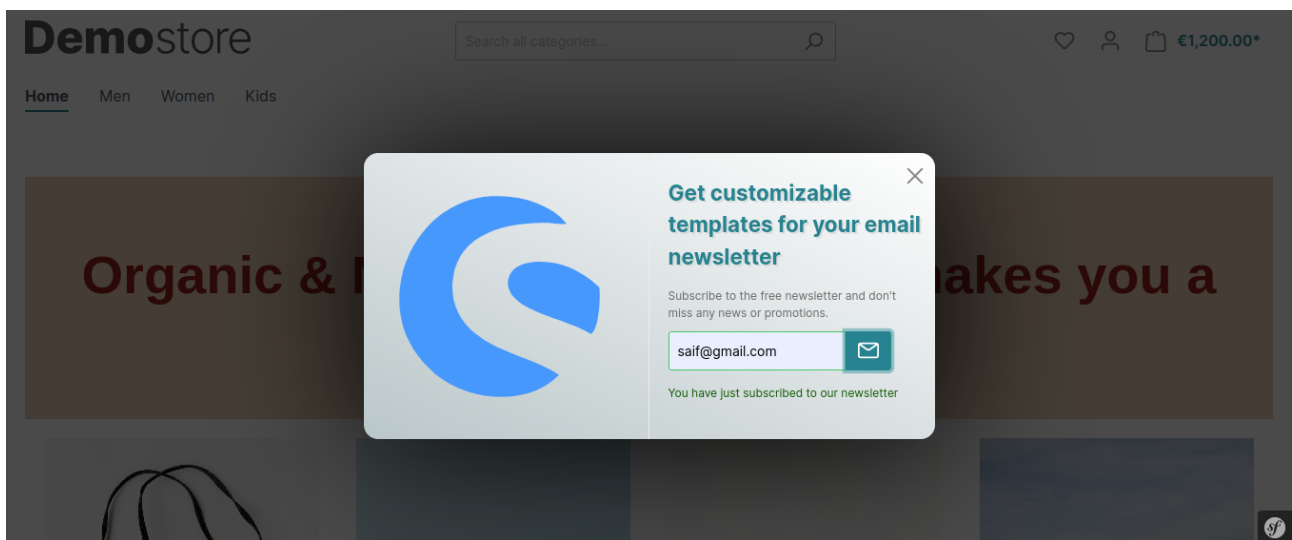 Demostore
Search all categories...
€1,200.00*
Home Men Women Kids
Get customizable
templates for your email
newsletter
Organic & akes you a
Subscribe to the free newsletter and don't
miss any news or promotions.
saif@gmail.com
You have just subscribed to our newsletter
sf